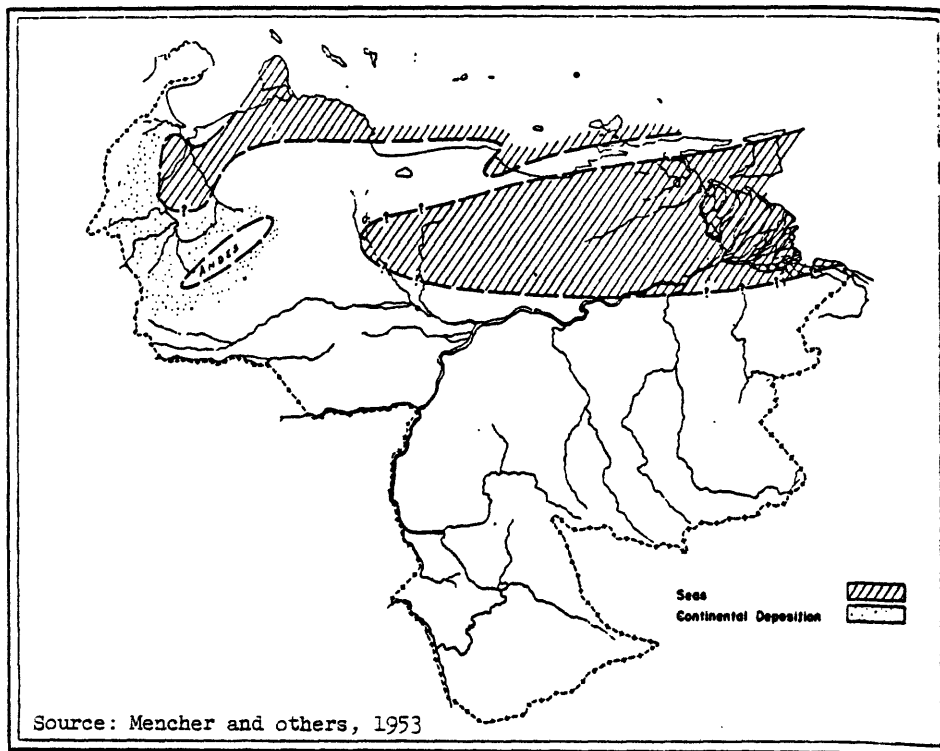 ANDES
Seas
Continental Deposition
Source: Mencher and others, 1953